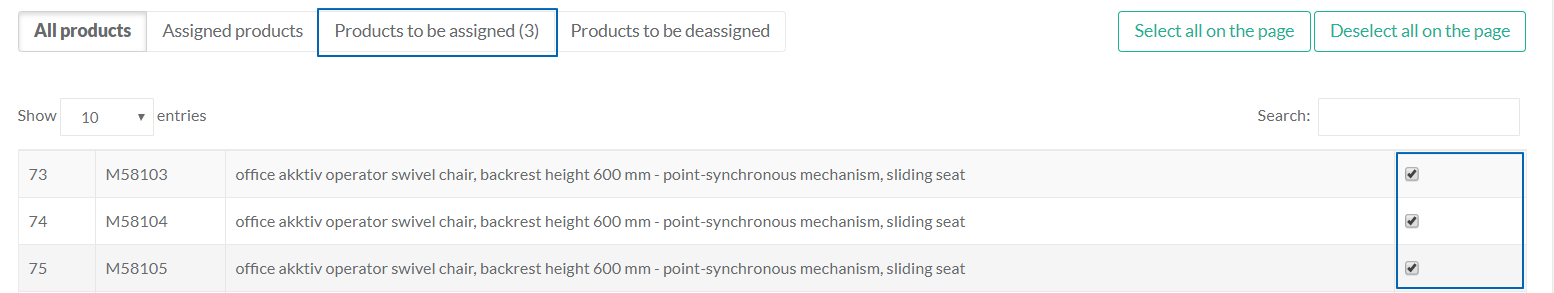 All products Assigned products Products to be assigned (3) Products to be deassigned Select all on the page Deselect all on the page
Show 10 entries Search:
73 M58103 office akktiv operator swivel chair, backrest height 600 mm - point-synchronous mechanism, sliding seat
74 M58104 office akktiv operator swivel chair, backrest height 600 mm - point-synchronous mechanism, sliding seat
75 M58105 office akktiv operator swivel chair, backrest height 600 mm - point-synchronous mechanism, sliding seat